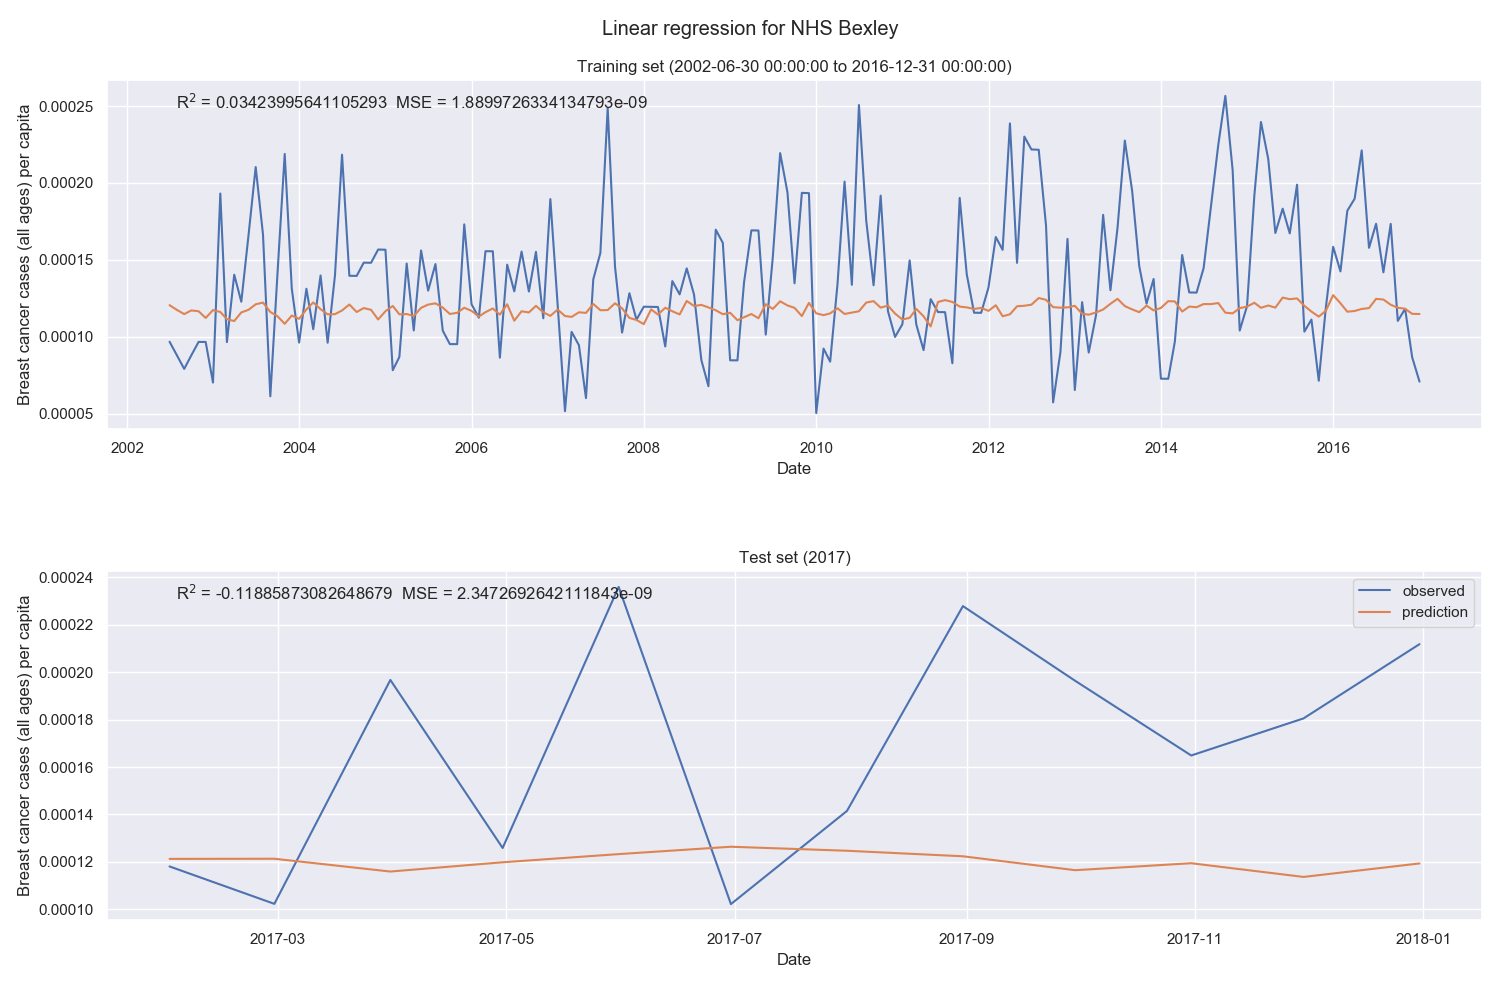 Linear regression for NHS Bexley
Training set (2002-06-30 00:00:00 to 2016-12-31 00:00:00)
R² = 0.03423995641105293 MSE = 1.8899726334134793e-09
Breast cancer cases (all ages) per capita
0.00025
0.00020
0.00015
0.00010
0.00005
2002 2004 2006 2008 2010 2012 2014 2016
Date
Test set (2017)
R² = -0.11885873082648679 MSE = 2.3472692642111843e-09
observed
prediction
Breast cancer cases (all ages) per capita
0.00024
0.00022
0.00020
0.00018
0.00016
0.00014
0.00012
0.00010
2017-03 2017-05 2017-07 2017-09 2017-11 2018-01
Date